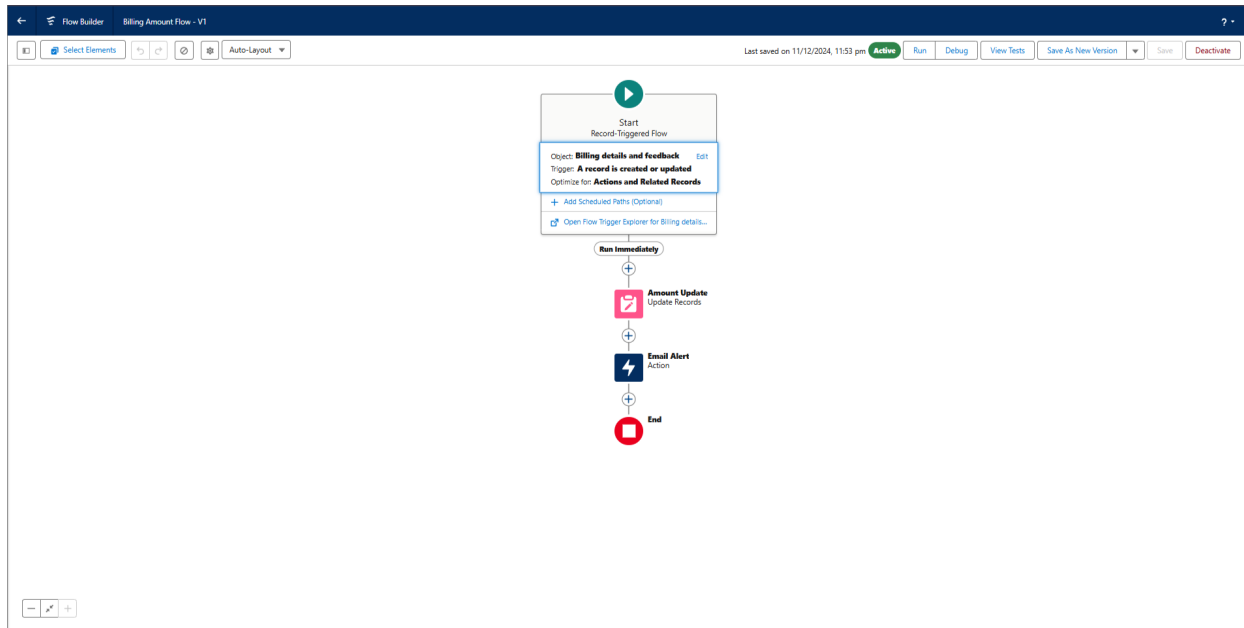 Flow Builder Billing Amount Flow - V1 ?
Select Elements Auto-Layout Last saved on 11/12/2024, 11:53 pm Active Run Debug View Tests Save As New Version Save Deactivate
Start
Record-Triggered Flow
Object: Billing details and feedback Edit
Trigger: A record is created or updated
Optimize for: Actions and Related Records
+ Add Scheduled Paths (Optional)
Open Flow Trigger Explorer for Billing details...
Run Immediately
Amount Update
Update Records
Email Alert
Action
End